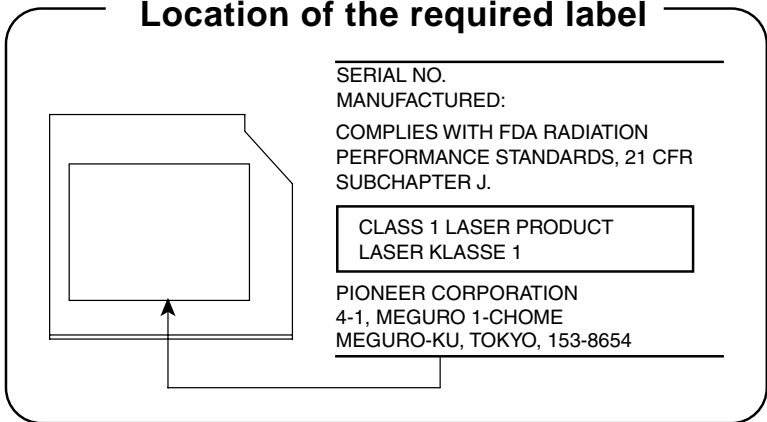 Location of the required label
SERIAL NO.
MANUFACTURED:
COMPLIES WITH FDA RADIATION
PERFORMANCE STANDARDS, 21 CFR
SUBCHAPTER J.
CLASS 1 LASER PRODUCT
LASER KLASSE 1
PIONEER CORPORATION
4-1, MEGURO 1-CHOME
MEGURO-KU, TOKYO, 153-8654